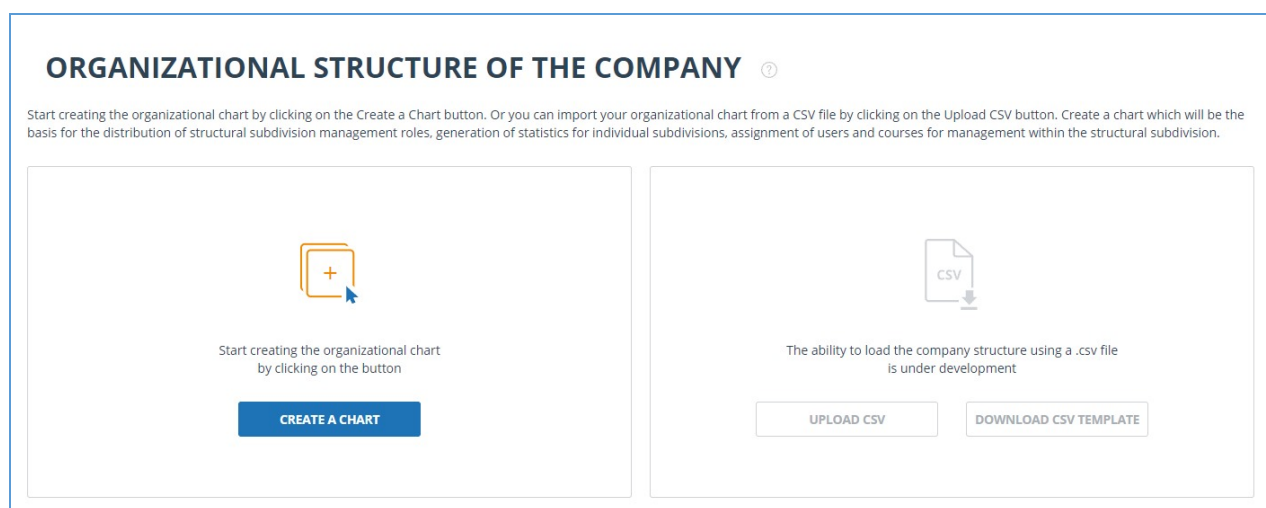 ORGANIZATIONAL STRUCTURE OF THE COMPANY ?
Start creating the organizational chart by clicking on the Create a Chart button. Or you can import your organizational chart from a CSV file by clicking on the Upload CSV button. Create a chart which will be the
basis for the distribution of structural subdivision management roles, generation of statistics for individual subdivisions, assignment of users and courses for management within the structural subdivision.
Start creating the organizational chart
by clicking on the button
CREATE A CHART
CSV
The ability to load the company structure using a .csv file
is under development
UPLOAD CSV
DOWNLOAD CSV TEMPLATE